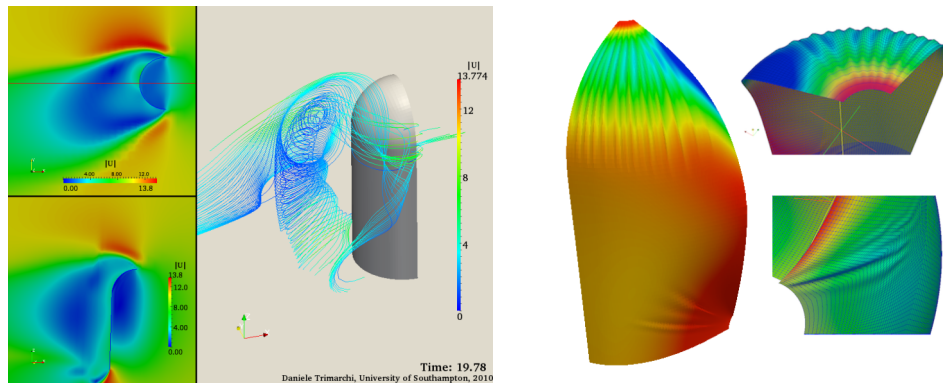 |U|
4.00 8.00 12.0
0.00 13.8
|U|
13.8
12.00
8.00
4.00
0.00
|U|
13.774
12
8
4
0
Time: 19.78
Daniele Trimarchi, University of Southampton, 2010